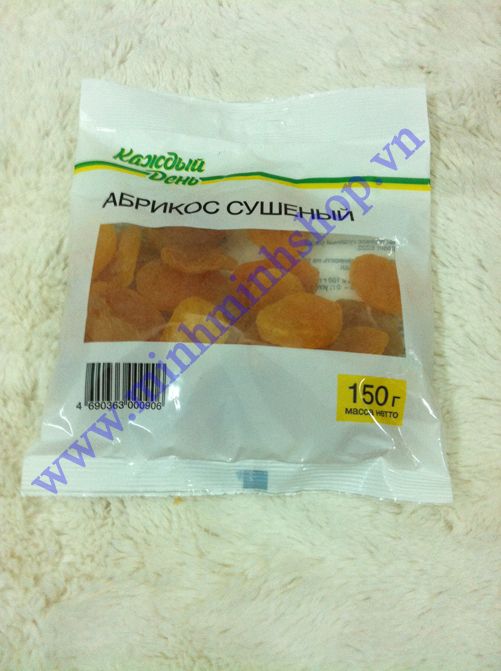 Каждый
День
АБРИКОС СУШЕНЫЙ
150 г
масса нетто
4 690363 000906
www.minhminhshop.vn